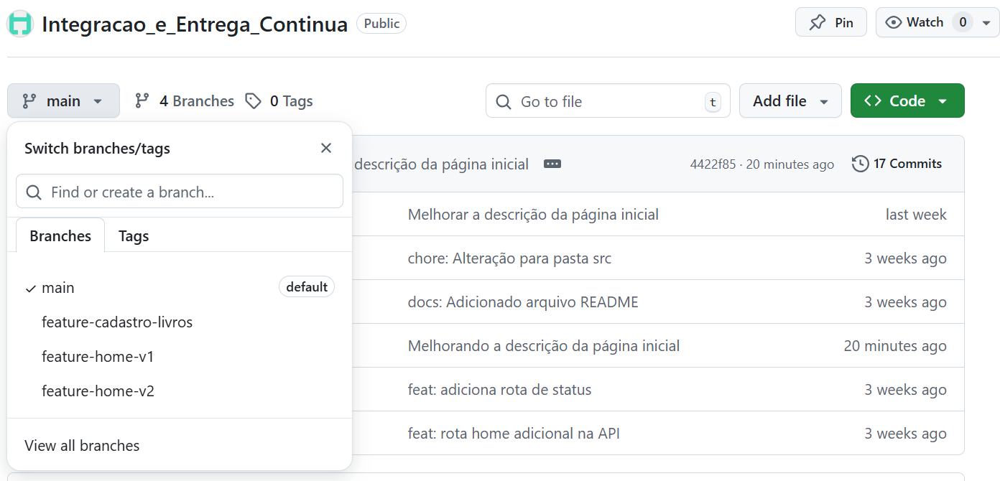 Integracao_e_Entrega_Continua Public Pin Watch 0
main 4 Branches 0 Tags Go to file t Add file Code
Switch branches/tags
Find or create a branch...
Branches Tags
main default
feature-cadastro-livros
feature-home-v1
feature-home-v2
View all branches
descrição da página inicial 4422f85 · 20 minutes ago 17 Commits
Melhorar a descrição da página inicial last week
chore: Alteração para pasta src 3 weeks ago
docs: Adicionado arquivo README 3 weeks ago
Melhorando a descrição da página inicial 20 minutes ago
feat: adiciona rota de status 3 weeks ago
feat: rota home adicional na API 3 weeks ago